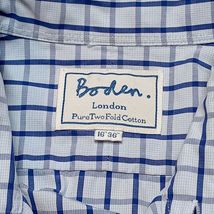 Boden.
London
Pure Two Fold Cotton
16"36"